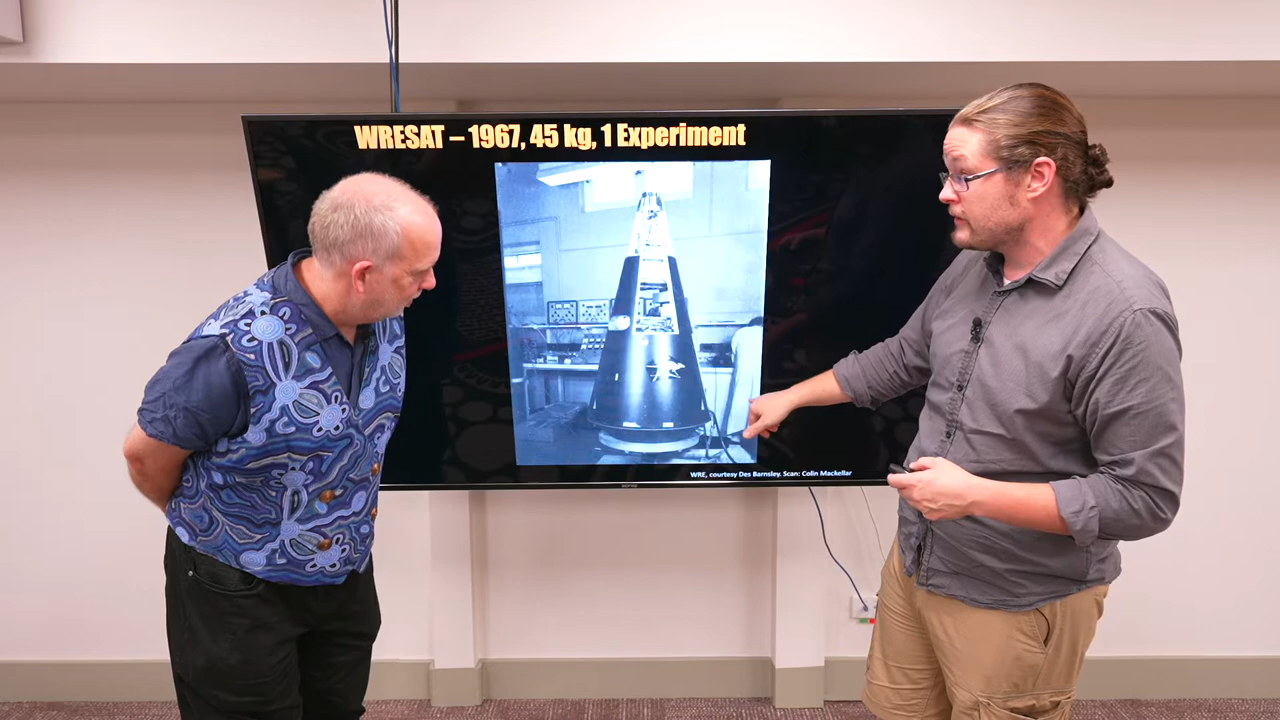 WRESAT – 1967, 45 kg, 1 Experiment
WRE, courtesy Des Barnsley. Scan: Colin Mackellar